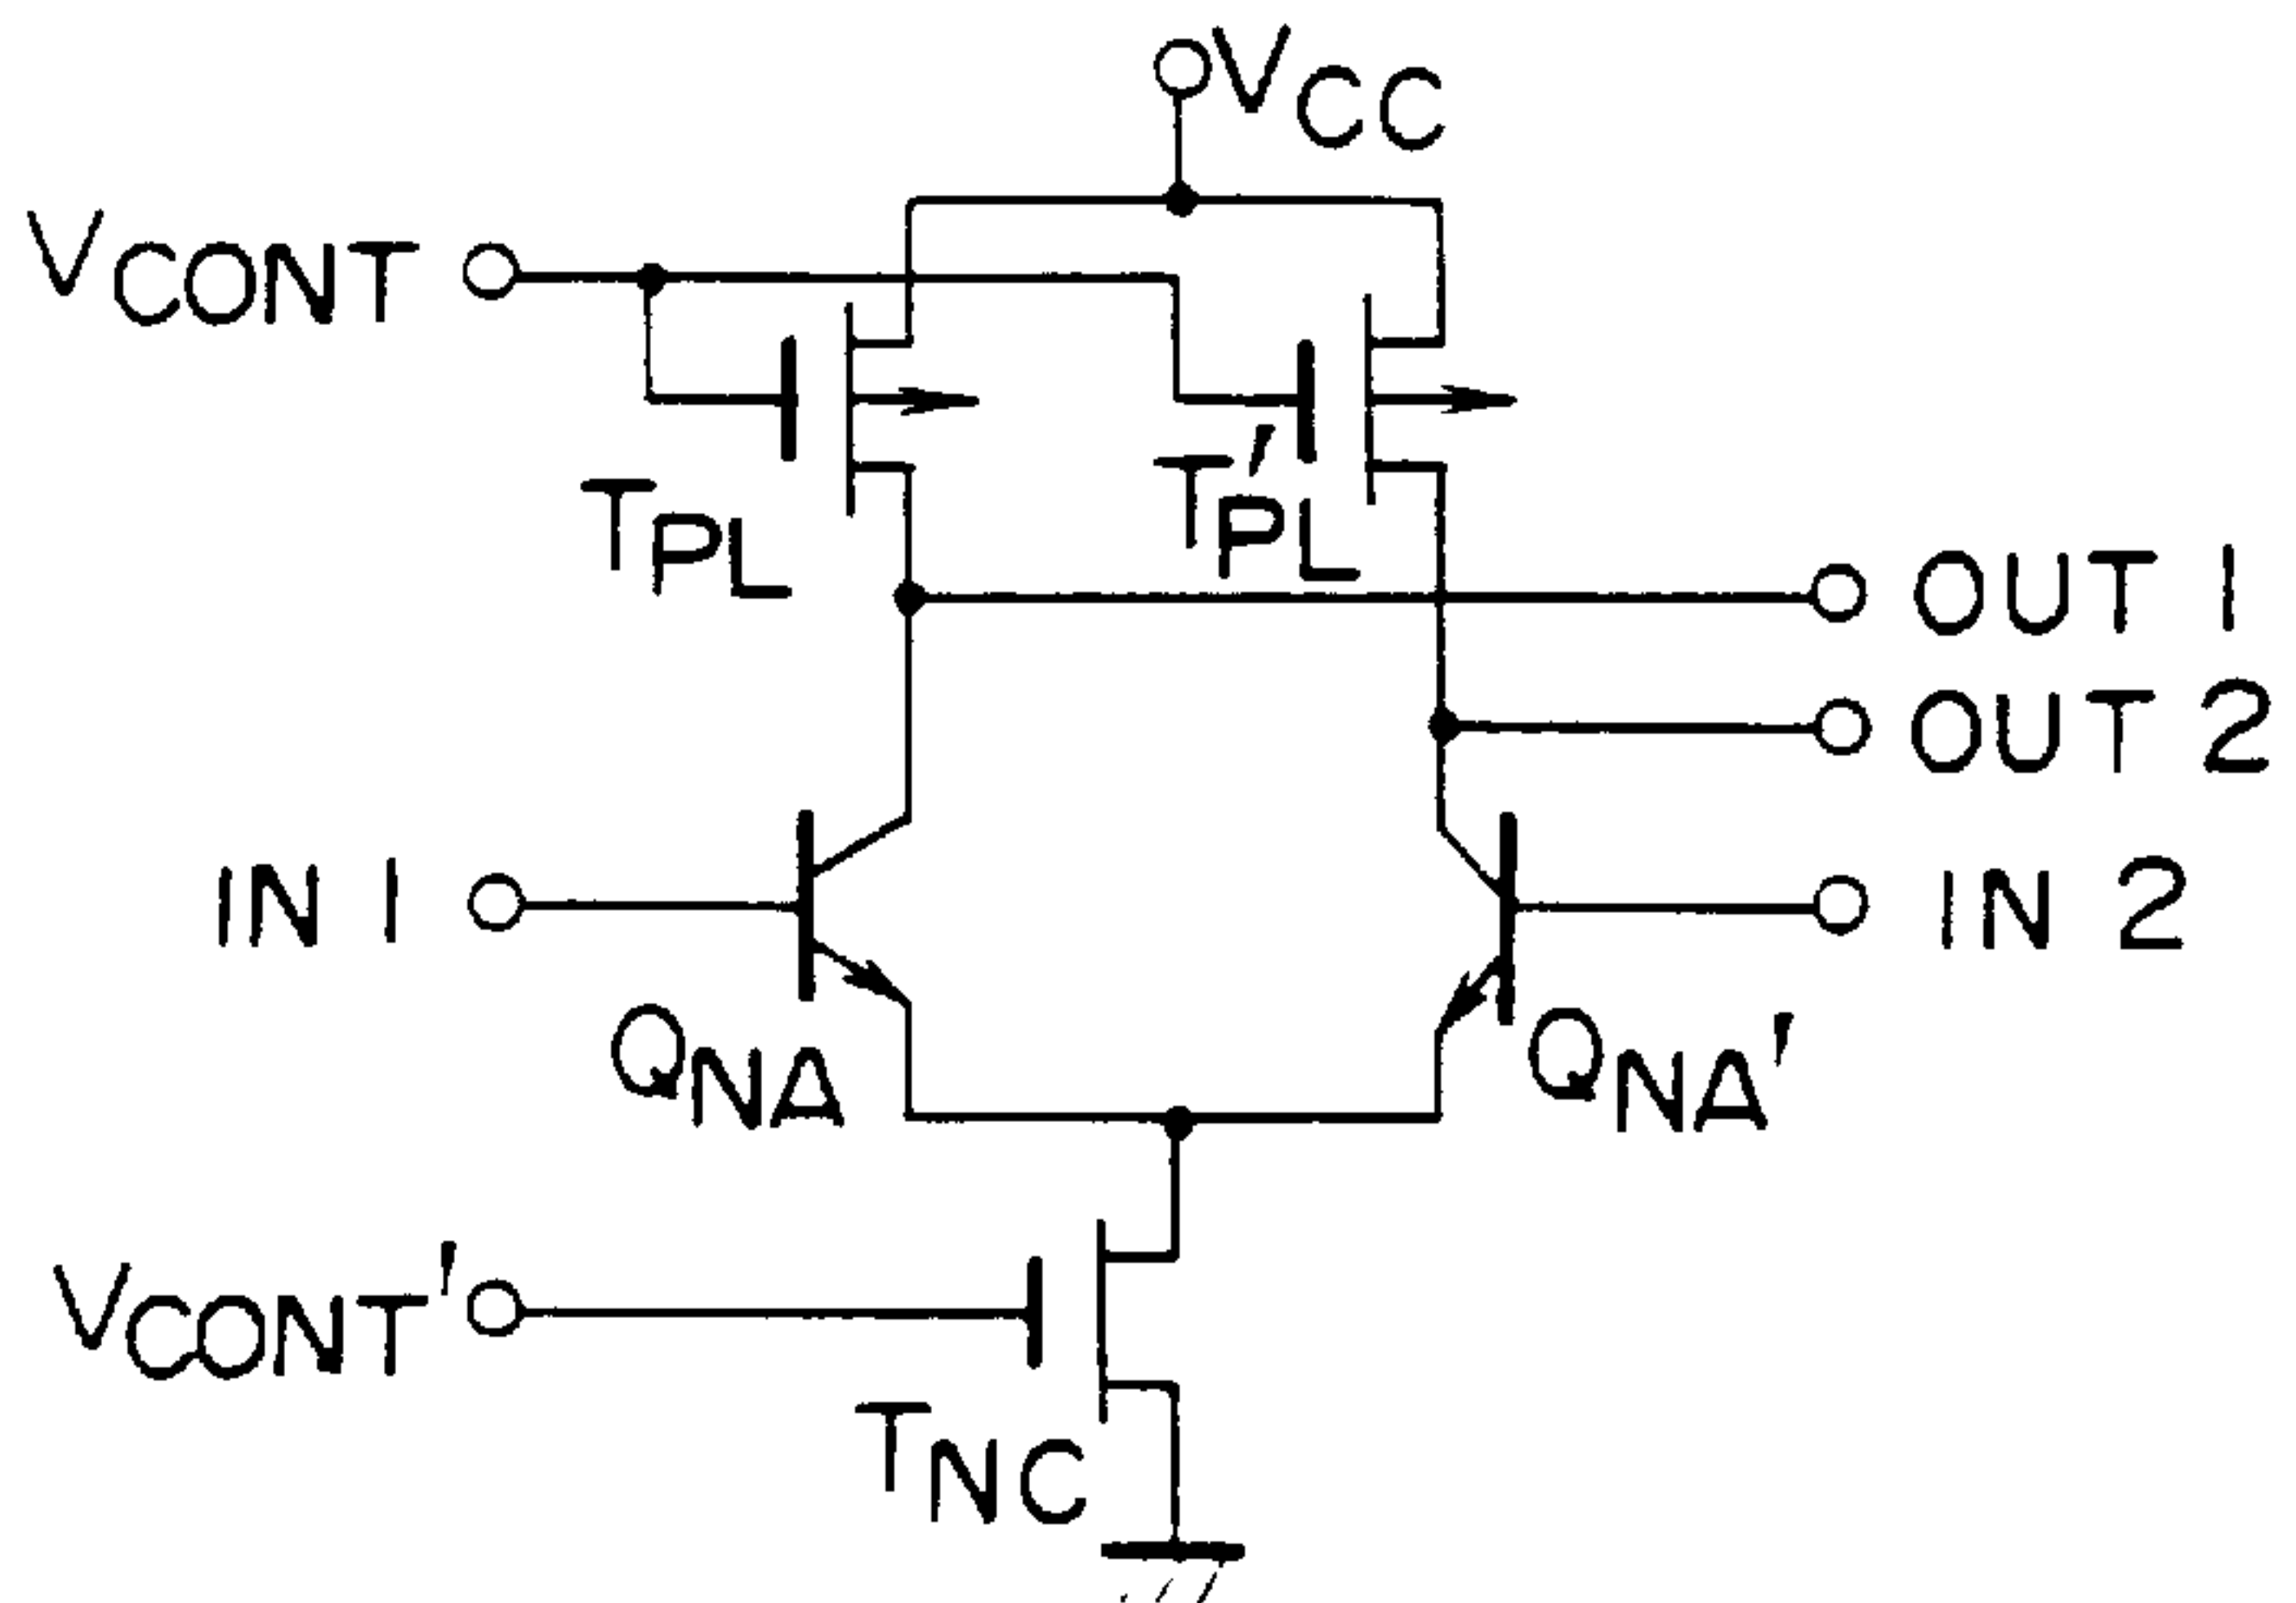 VCC
VCONT
TPL
T'PL
OUT 1
OUT 2
IN 1
IN 2
QNA
QNA'
VCONT'
TNC